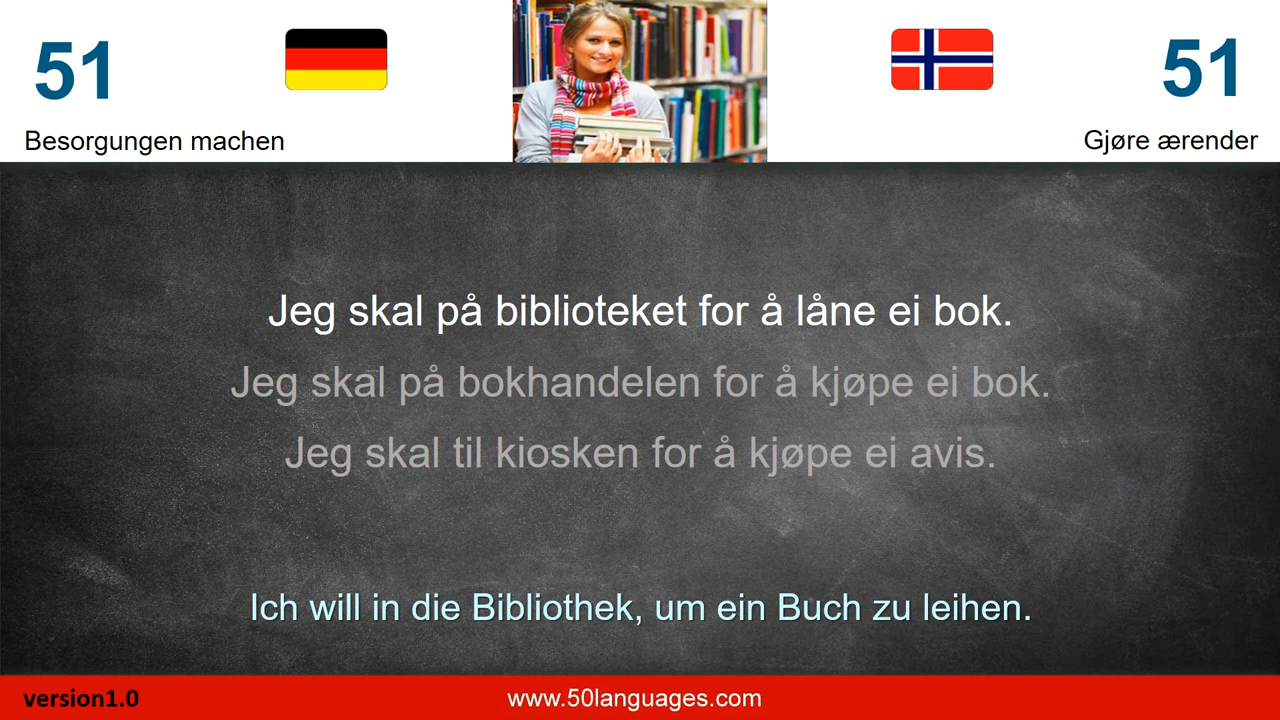 51
51
Besorgungen machen
Gjøre ærender
Jeg skal på biblioteket for å låne ei bok.
Jeg skal på bokhandelen for å kjøpe ei bok.
Jeg skal til kiosken for å kjøpe ei avis.
Ich will in die Bibliothek, um ein Buch zu leihen.
version1.0
www.50languages.com